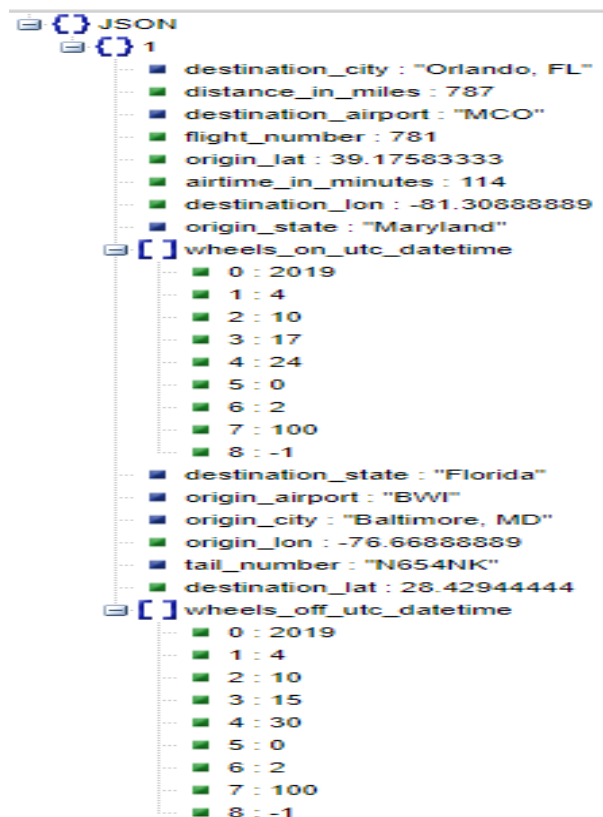 JSON
1
destination_city : "Orlando, FL"
distance_in_miles : 787
destination_airport : "MCO"
flight_number : 781
origin_lat : 39.17583333
airtime_in_minutes : 114
destination_lon : -81.30888889
origin_state : "Maryland"
wheels_on_utc_datetime
0 : 2019
1 : 4
2 : 10
3 : 17
4 : 24
5 : 0
6 : 2
7 : 100
8 : -1
destination_state : "Florida"
origin_airport : "BWI"
origin_city : "Baltimore, MD"
origin_lon : -76.66888889
tail_number : "N654NK"
destination_lat : 28.42944444
wheels_off_utc_datetime
0 : 2019
1 : 4
2 : 10
3 : 15
4 : 30
5 : 0
6 : 2
7 : 100
8 : -1